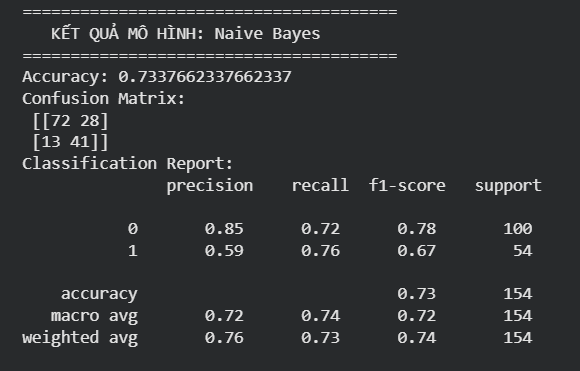 =======================================
KẾT QUẢ MÔ HÌNH: Naive Bayes
=======================================
Accuracy: 0.7337662337662337
Confusion Matrix:
[[72 28]
[13 41]]
Classification Report:
precision recall f1-score support
0 0.85 0.72 0.78 100
1 0.59 0.76 0.67 54
accuracy 0.73 154
macro avg 0.72 0.74 0.72 154
weighted avg 0.76 0.73 0.74 154